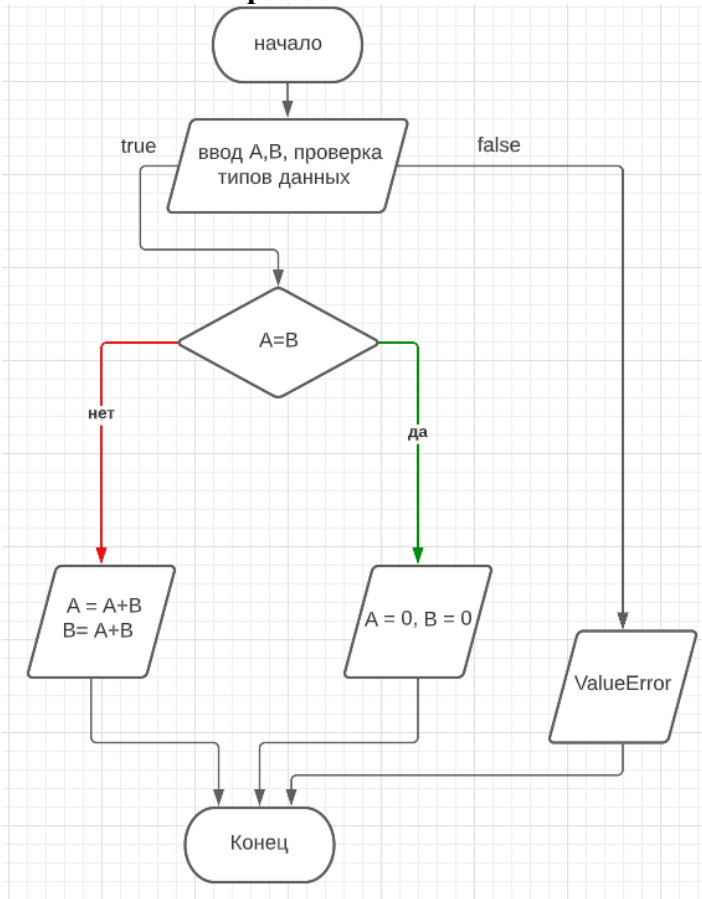 начало
true
ввод A,B, проверка
типов данных
false
A=B
нет
да
A = A+B
B= A+B
A = 0, B = 0
ValueError
Конец